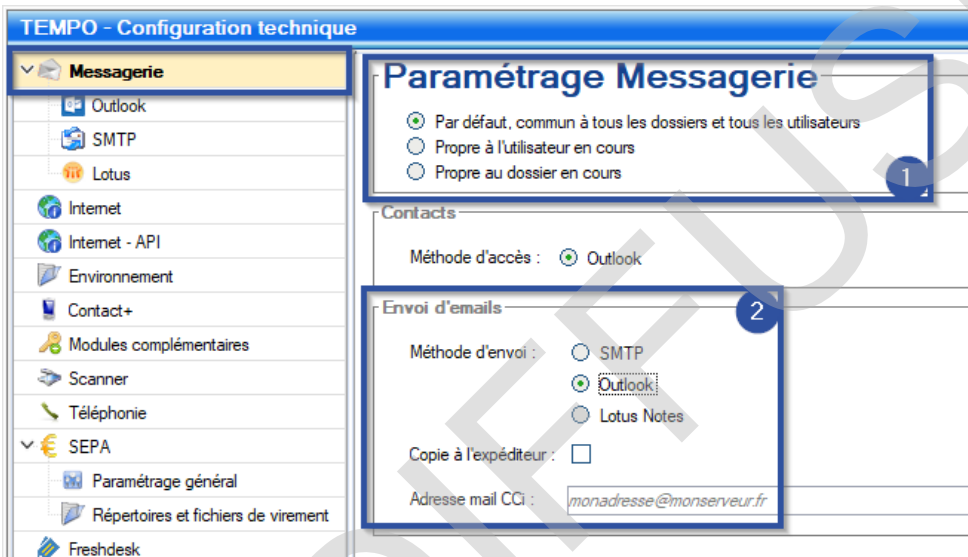 TEMPO - Configuration technique
Messagerie
Outlook
SMTP
Lotus
Internet
Internet - API
Environnement
Contact+
Modules complémentaires
Scanner
Téléphonie
SEPA
Paramétrage général
Répertoires et fichiers de virement
Freshdesk
Paramétrage Messagerie
Par défaut, commun à tous les dossiers et tous les utilisateurs
Propre à l'utilisateur en cours
Propre au dossier en cours
1
Contacts
Méthode d'accès : Outlook
Envoi d'emails
2
Méthode d'envoi : SMTP
Outlook
Lotus Notes
Copie à l'expéditeur :
Adresse mail CCi : monadresse@monserveur.fr